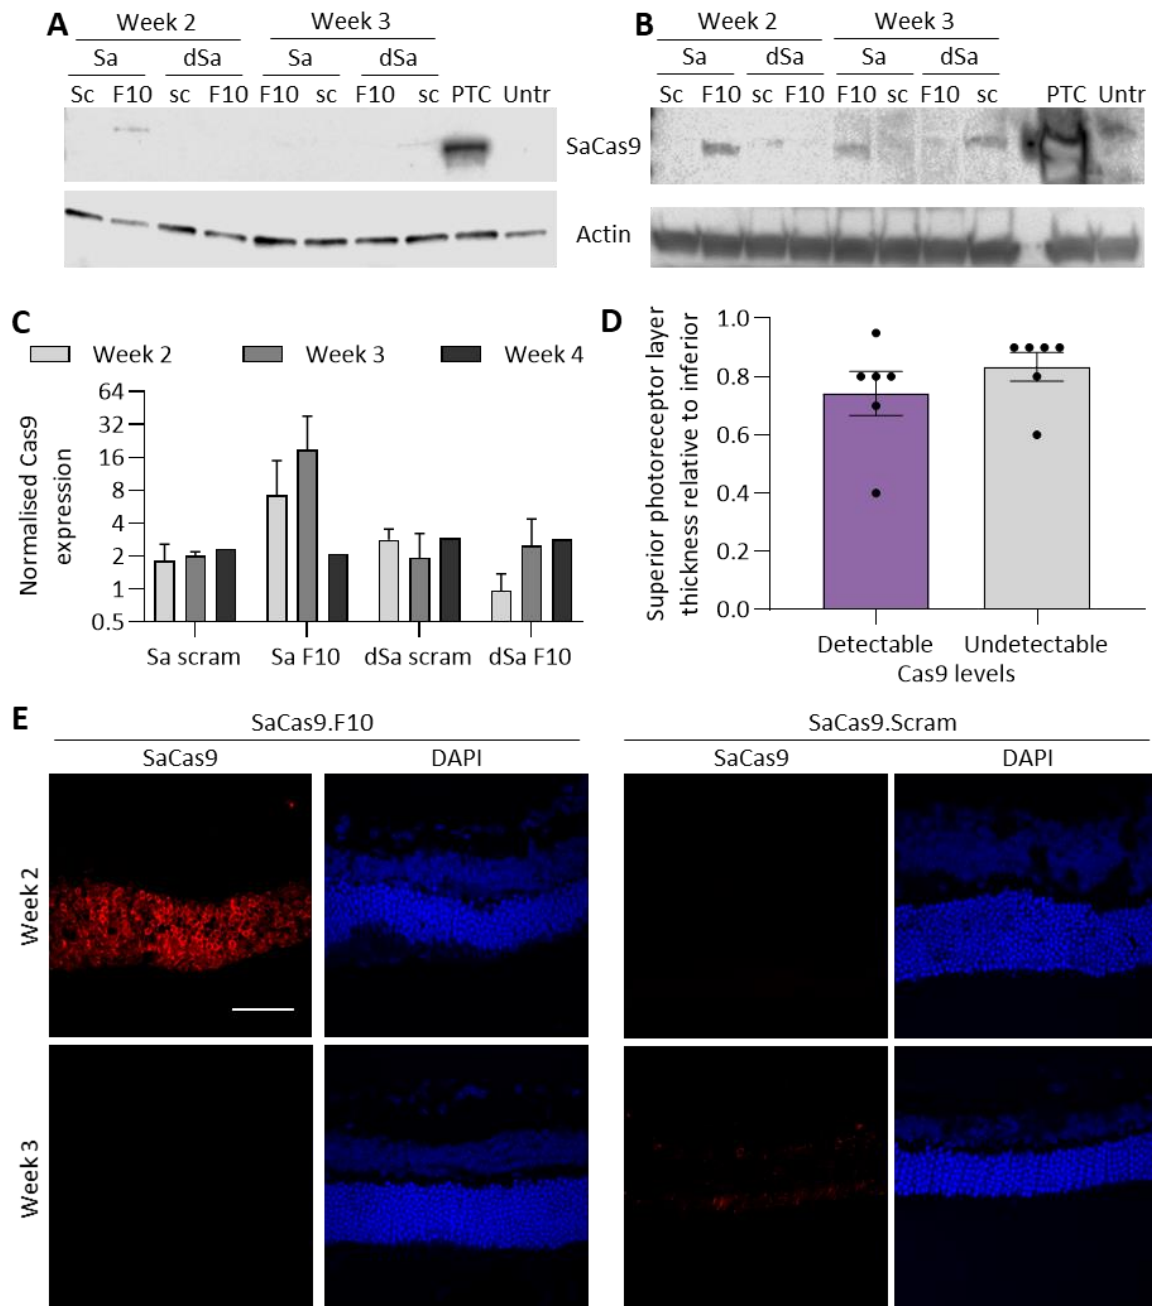 A
Week 2 Week 3
Sa dSa Sa dSa
Sc F10 sc F10 F10 sc F10 sc PTC Untr
B
Week 2 Week 3
Sa dSa Sa dSa
Sc F10 sc F10 F10 sc F10 sc PTC Untr
SaCas9
Actin
C
Week 2 Week 3 Week 4
Normalised Cas9
expression
64
32
16
8
4
2
1
0.5
Sa scram Sa F10 dSa scram dSa F10
D
Superior photoreceptor layer
thickness relative to inferior
1.0
0.8
0.6
0.4
0.2
0.0
Detectable Undetectable
Cas9 levels
E
SaCas9.F10 SaCas9.Scram
SaCas9 DAPI SaCas9 DAPI
Week 2
Week 3